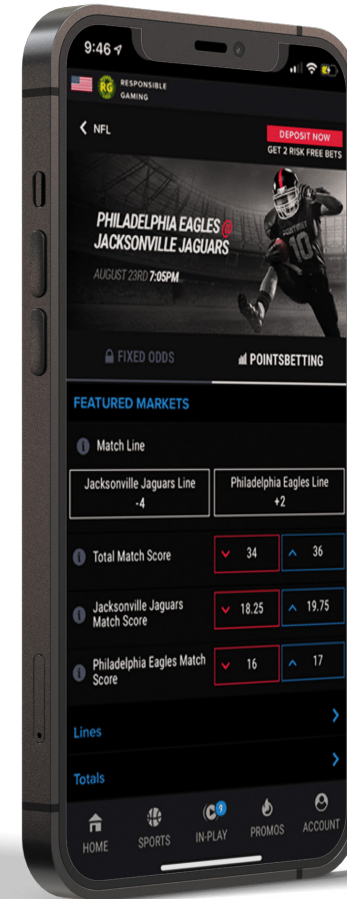 9:46
RG
RESPONSIBLE
GAMING
NFL
DEPOSIT NOW
GET 2 RISK FREE BETS
PHILADELPHIA EAGLES @
JACKSONVILLE JAGUARS
AUGUST 23RD 7:05PM
10
FIXED ODDS
POINTSBETTING
FEATURED MARKETS
Match Line
Jacksonville Jaguars Line
-4
Philadelphia Eagles Line
+2
Total Match Score
34
36
Jacksonville Jaguars
Match Score
18.25
19.75
Philadelphia Eagles Match
Score
16
17
Lines
Totals
HOME
SPORTS
IN-PLAY
PROMOS
ACCOUNT